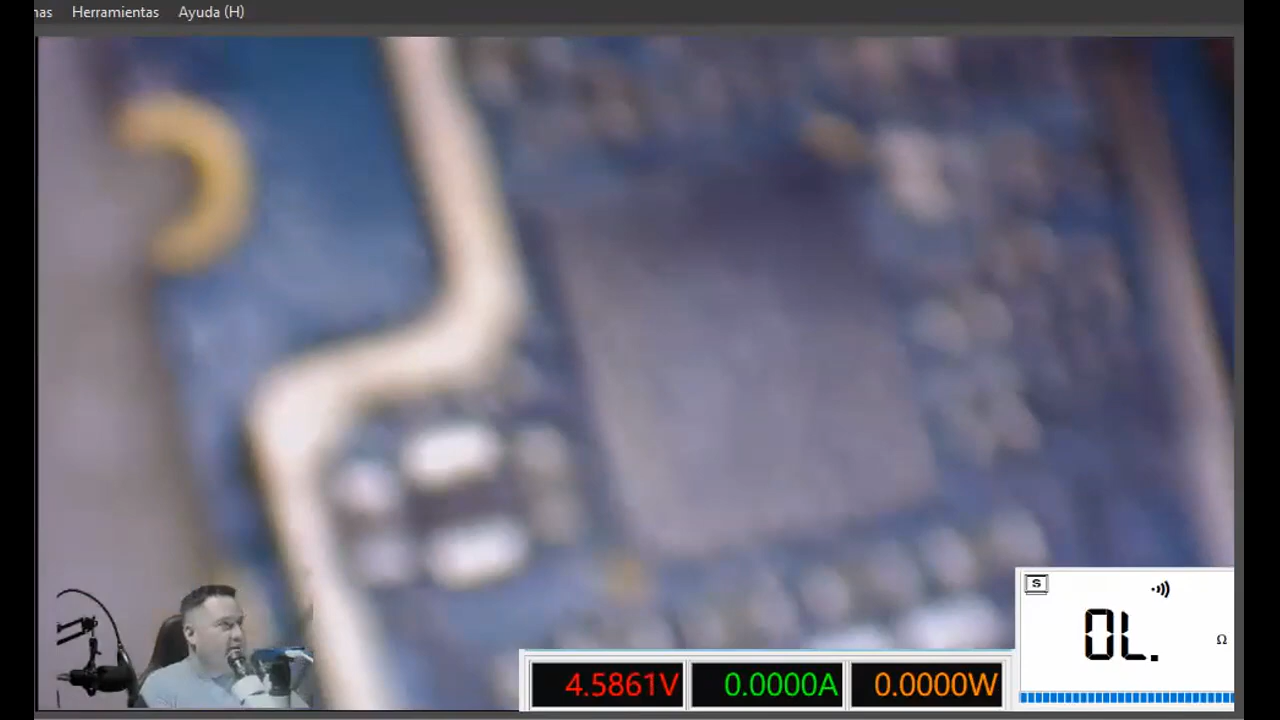 nas Herramientas Ayuda (H)
S
OL. Ω
4.5861V 0.0000A 0.0000W